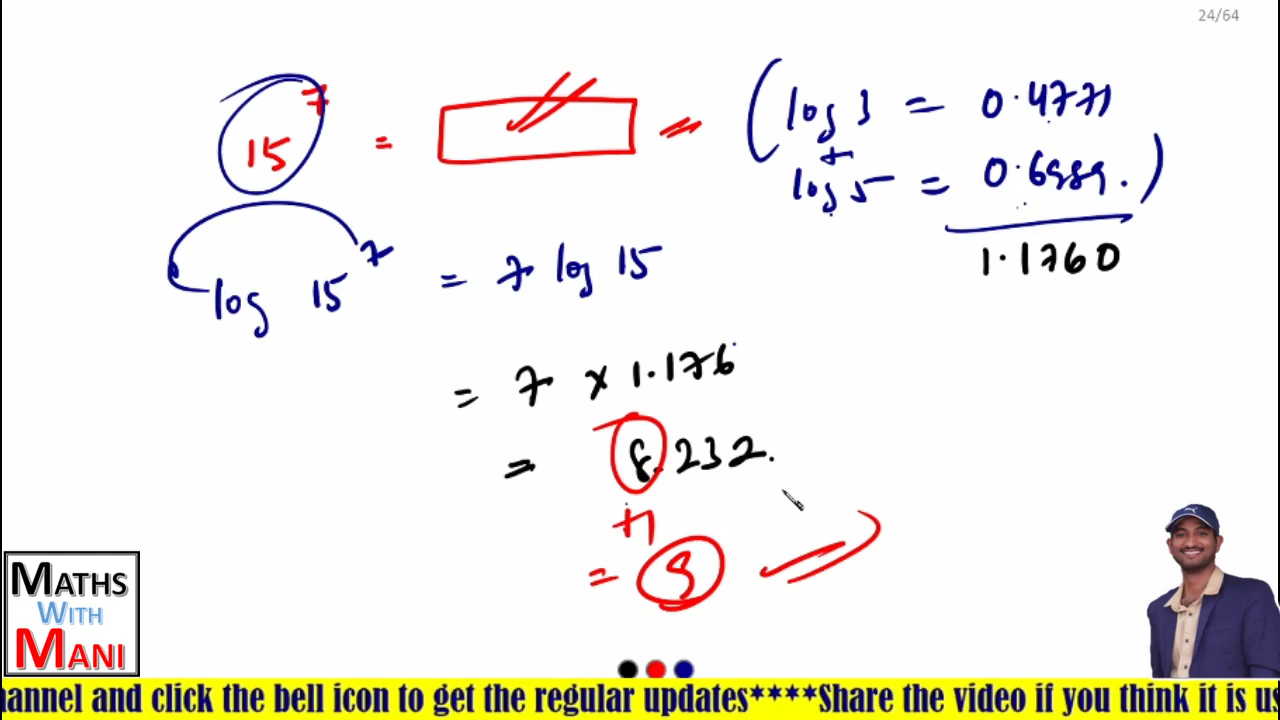 24/64
15^7 = = (log 3 = 0.4771
+
log 5 = 0.6989.)
1.1760
log 15^7 = 7 log 15
= 7 x 1.176
= 8.232.
+1
= 9
MATHS
WITH
MANI
hannel and click the bell icon to get the regular updates****Share the video if you think it is us